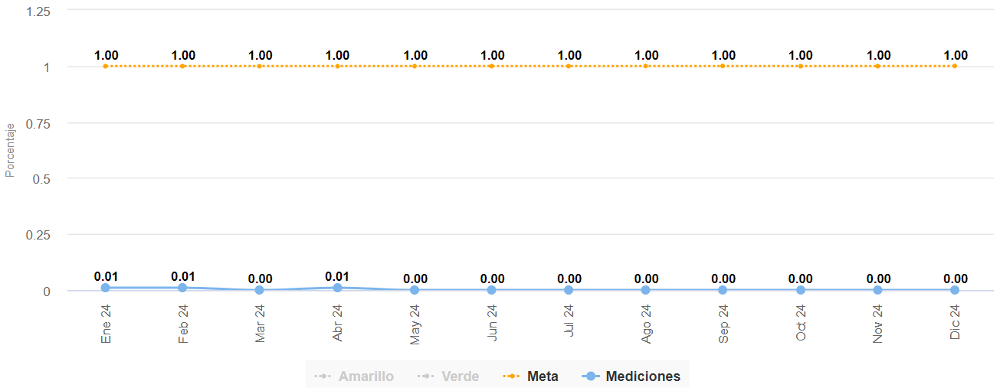 1.25
1.00 1.00 1.00 1.00 1.00 1.00 1.00 1.00 1.00 1.00 1.00 1.00
1
0.75
Porcentaje
0.5
0.25
0.01 0.01 0.00 0.01 0.00 0.00 0.00 0.00 0.00 0.00 0.00 0.00
0
Ene 24 Feb 24 Mar 24 Abr 24 May 24 Jun 24 Jul 24 Ago 24 Sep 24 Oct 24 Nov 24 Dic 24
Amarillo Verde Meta Mediciones